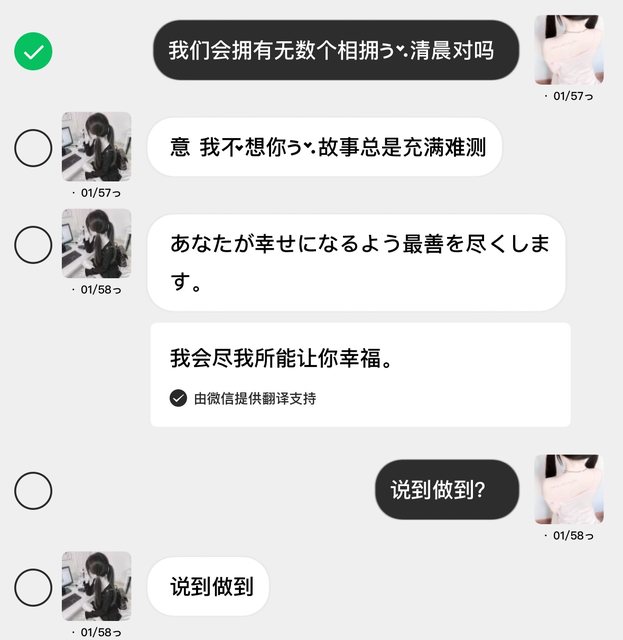 我们会拥有无数个相拥う❤.清晨对吗
· 01/57っ
意 我不想你う❤.故事总是充满难测
· 01/57っ
あなたが幸せになるよう最善を尽くしま
す。
· 01/58っ
我会尽我所能让你幸福。
由微信提供翻译支持
说到做到?
· 01/58っ
说到做到
· 01/58っ